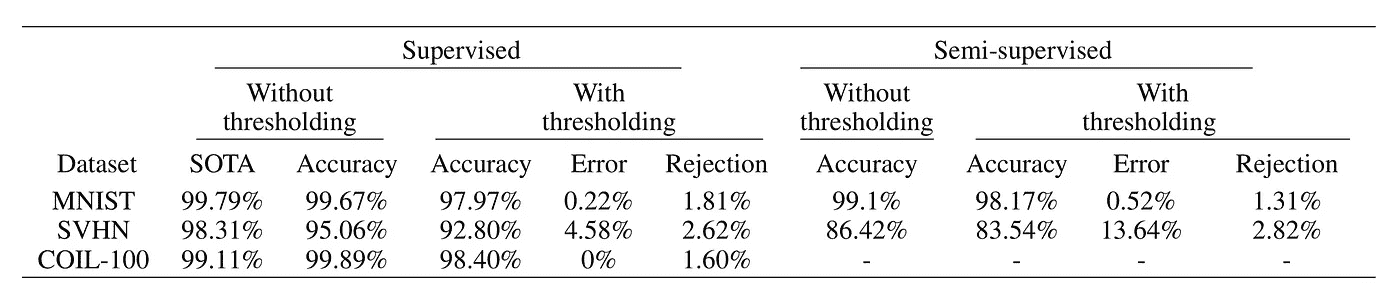 Supervised Semi-supervised
Without With Without With
thresholding thresholding thresholding thresholding
Dataset SOTA Accuracy Accuracy Error Rejection Accuracy Accuracy Error Rejection
MNIST 99.79% 99.67% 97.97% 0.22% 1.81% 99.1% 98.17% 0.52% 1.31%
SVHN 98.31% 95.06% 92.80% 4.58% 2.62% 86.42% 83.54% 13.64% 2.82%
COIL-100 99.11% 99.89% 98.40% 0% 1.60% - - - -